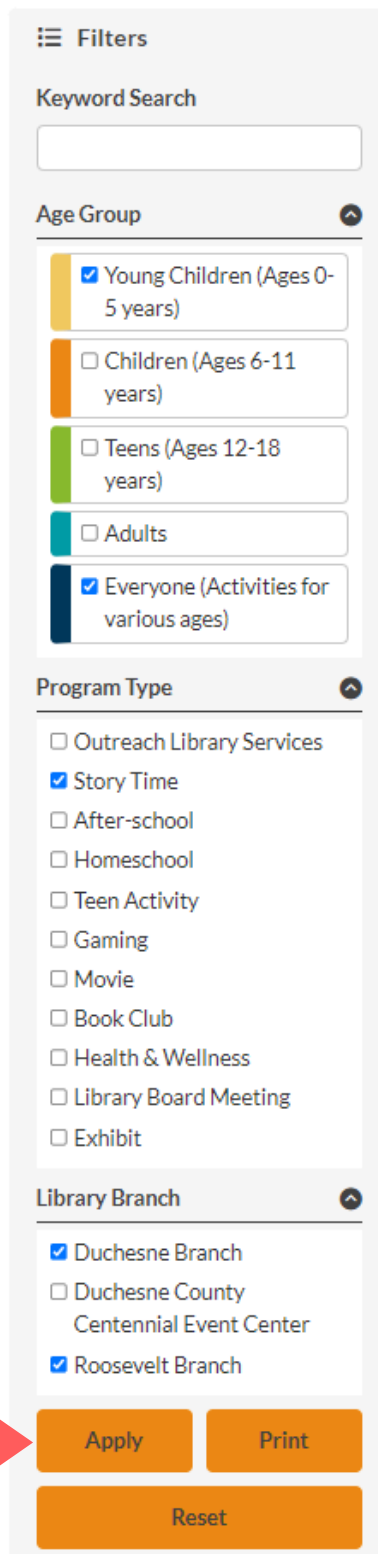 Filters
Keyword Search
Age Group
Young Children (Ages 0-
5 years)
Children (Ages 6-11
years)
Teens (Ages 12-18
years)
Adults
Everyone (Activities for
various ages)
Program Type
Outreach Library Services
Story Time
After-school
Homeschool
Teen Activity
Gaming
Movie
Book Club
Health & Wellness
Library Board Meeting
Exhibit
Library Branch
Duchesne Branch
Duchesne County
Centennial Event Center
Roosevelt Branch
Apply Print
Reset